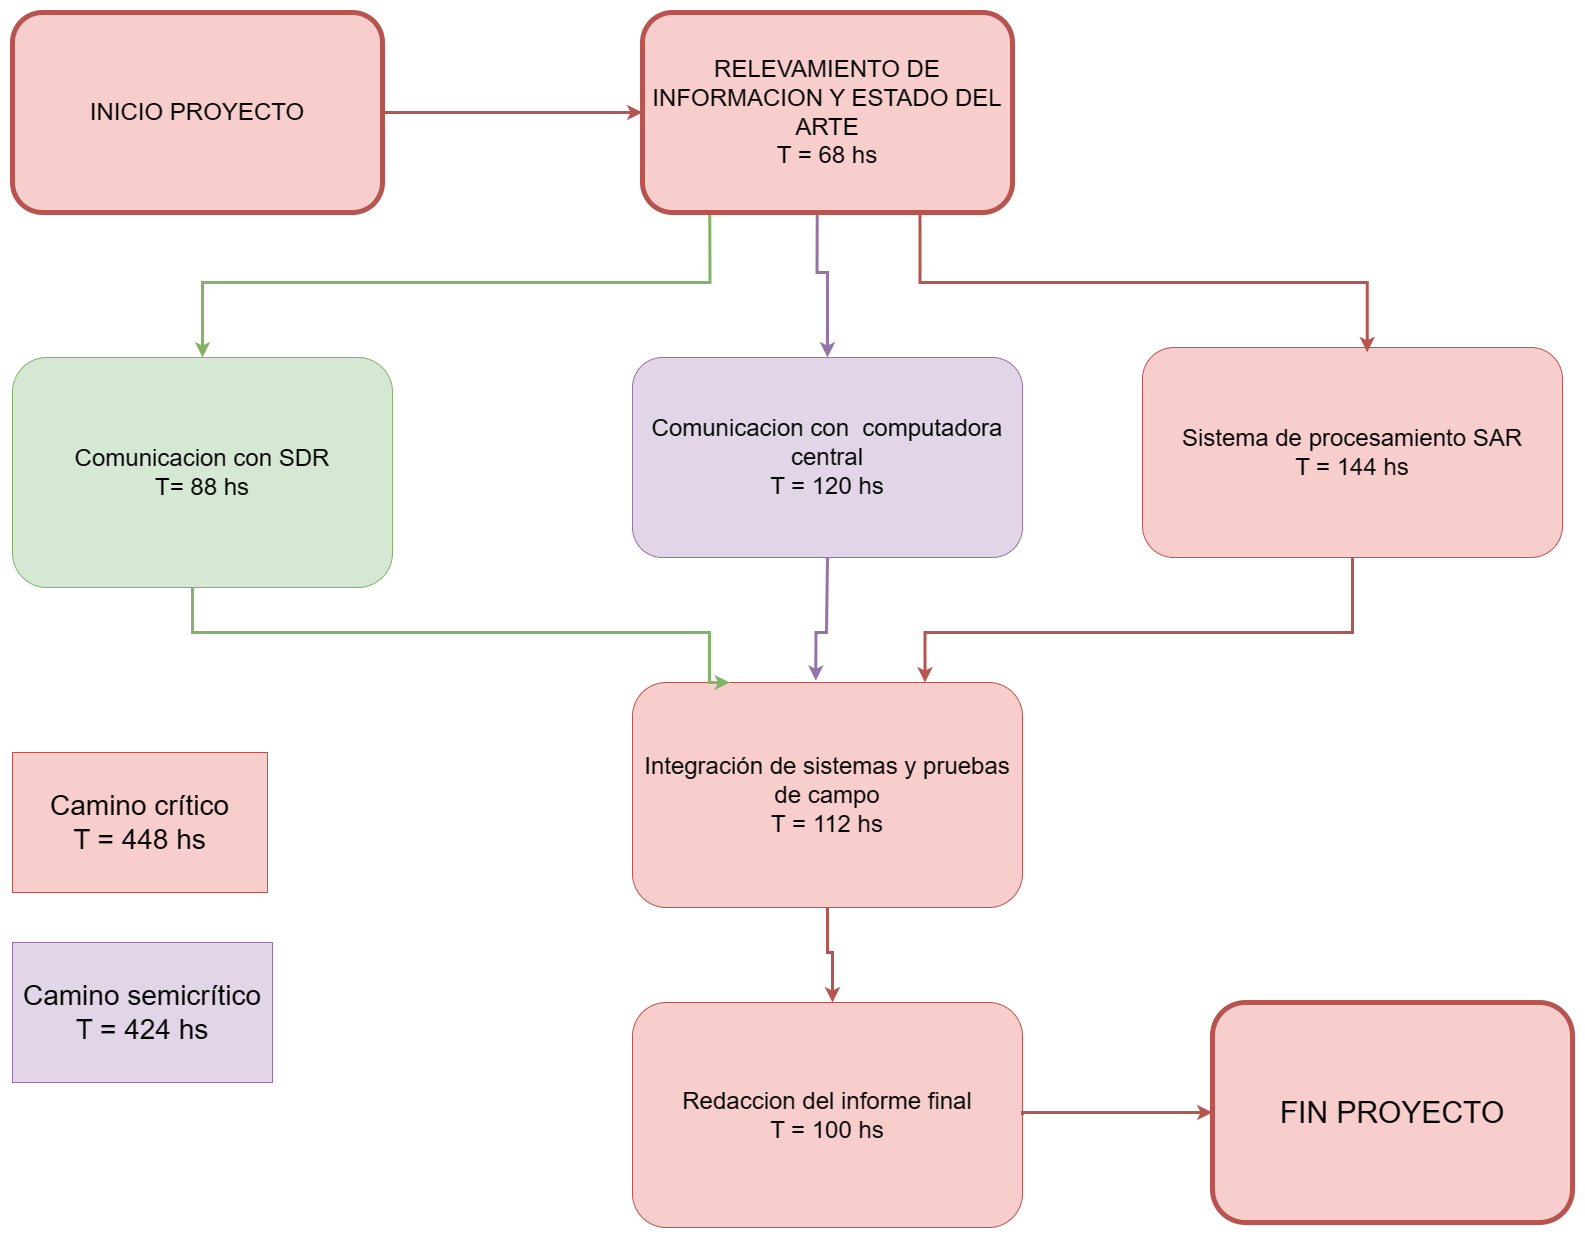 INICIO PROYECTO
RELEVAMIENTO DE
INFORMACION Y ESTADO DEL
ARTE
T = 68 hs
Comunicacion con SDR
T= 88 hs
Comunicacion con  computadora
central
T = 120 hs
Sistema de procesamiento SAR
T = 144 hs
Integración de sistemas y pruebas
de campo
T = 112 hs
Camino crítico
T = 448 hs
Camino semicrítico
T = 424 hs
Redaccion del informe final
T = 100 hs
FIN PROYECTO